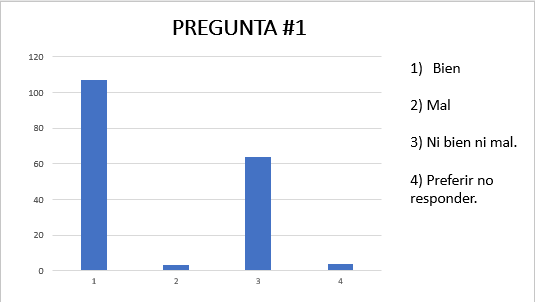 PREGUNTA #1
120
100
80
60
40
20
0
1 2 3 4
1) Bien
2) Mal
3) Ni bien ni mal.
4) Preferir no
responder.